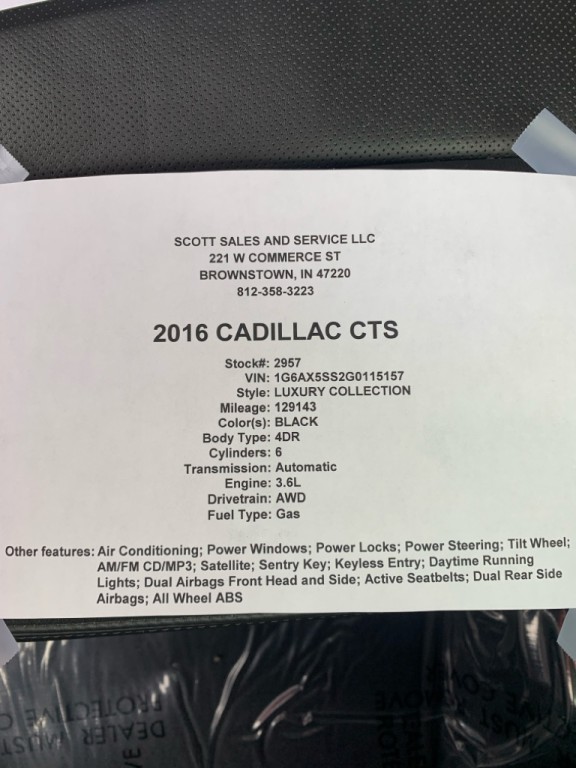 SCOTT SALES AND SERVICE LLC
221 W COMMERCE ST
BROWNSTOWN, IN 47220
812-358-3223
2016 CADILLAC CTS
Stock#: 2957
VIN: 1G6AX5SS2G0115157
Style: LUXURY COLLECTION
Mileage: 129143
Color(s): BLACK
Body Type: 4DR
Cylinders: 6
Transmission: Automatic
Engine: 3.6L
Drivetrain: AWD
Fuel Type: Gas
Other features: Air Conditioning; Power Windows; Power Locks; Power Steering; Tilt Wheel;
AM/FM CD/MP3; Satellite; Sentry Key; Keyless Entry; Daytime Running
Lights; Dual Airbags Front Head and Side; Active Seatbelts; Dual Rear Side
Airbags; All Wheel ABS
PROTECTIVE
DEALER MUST